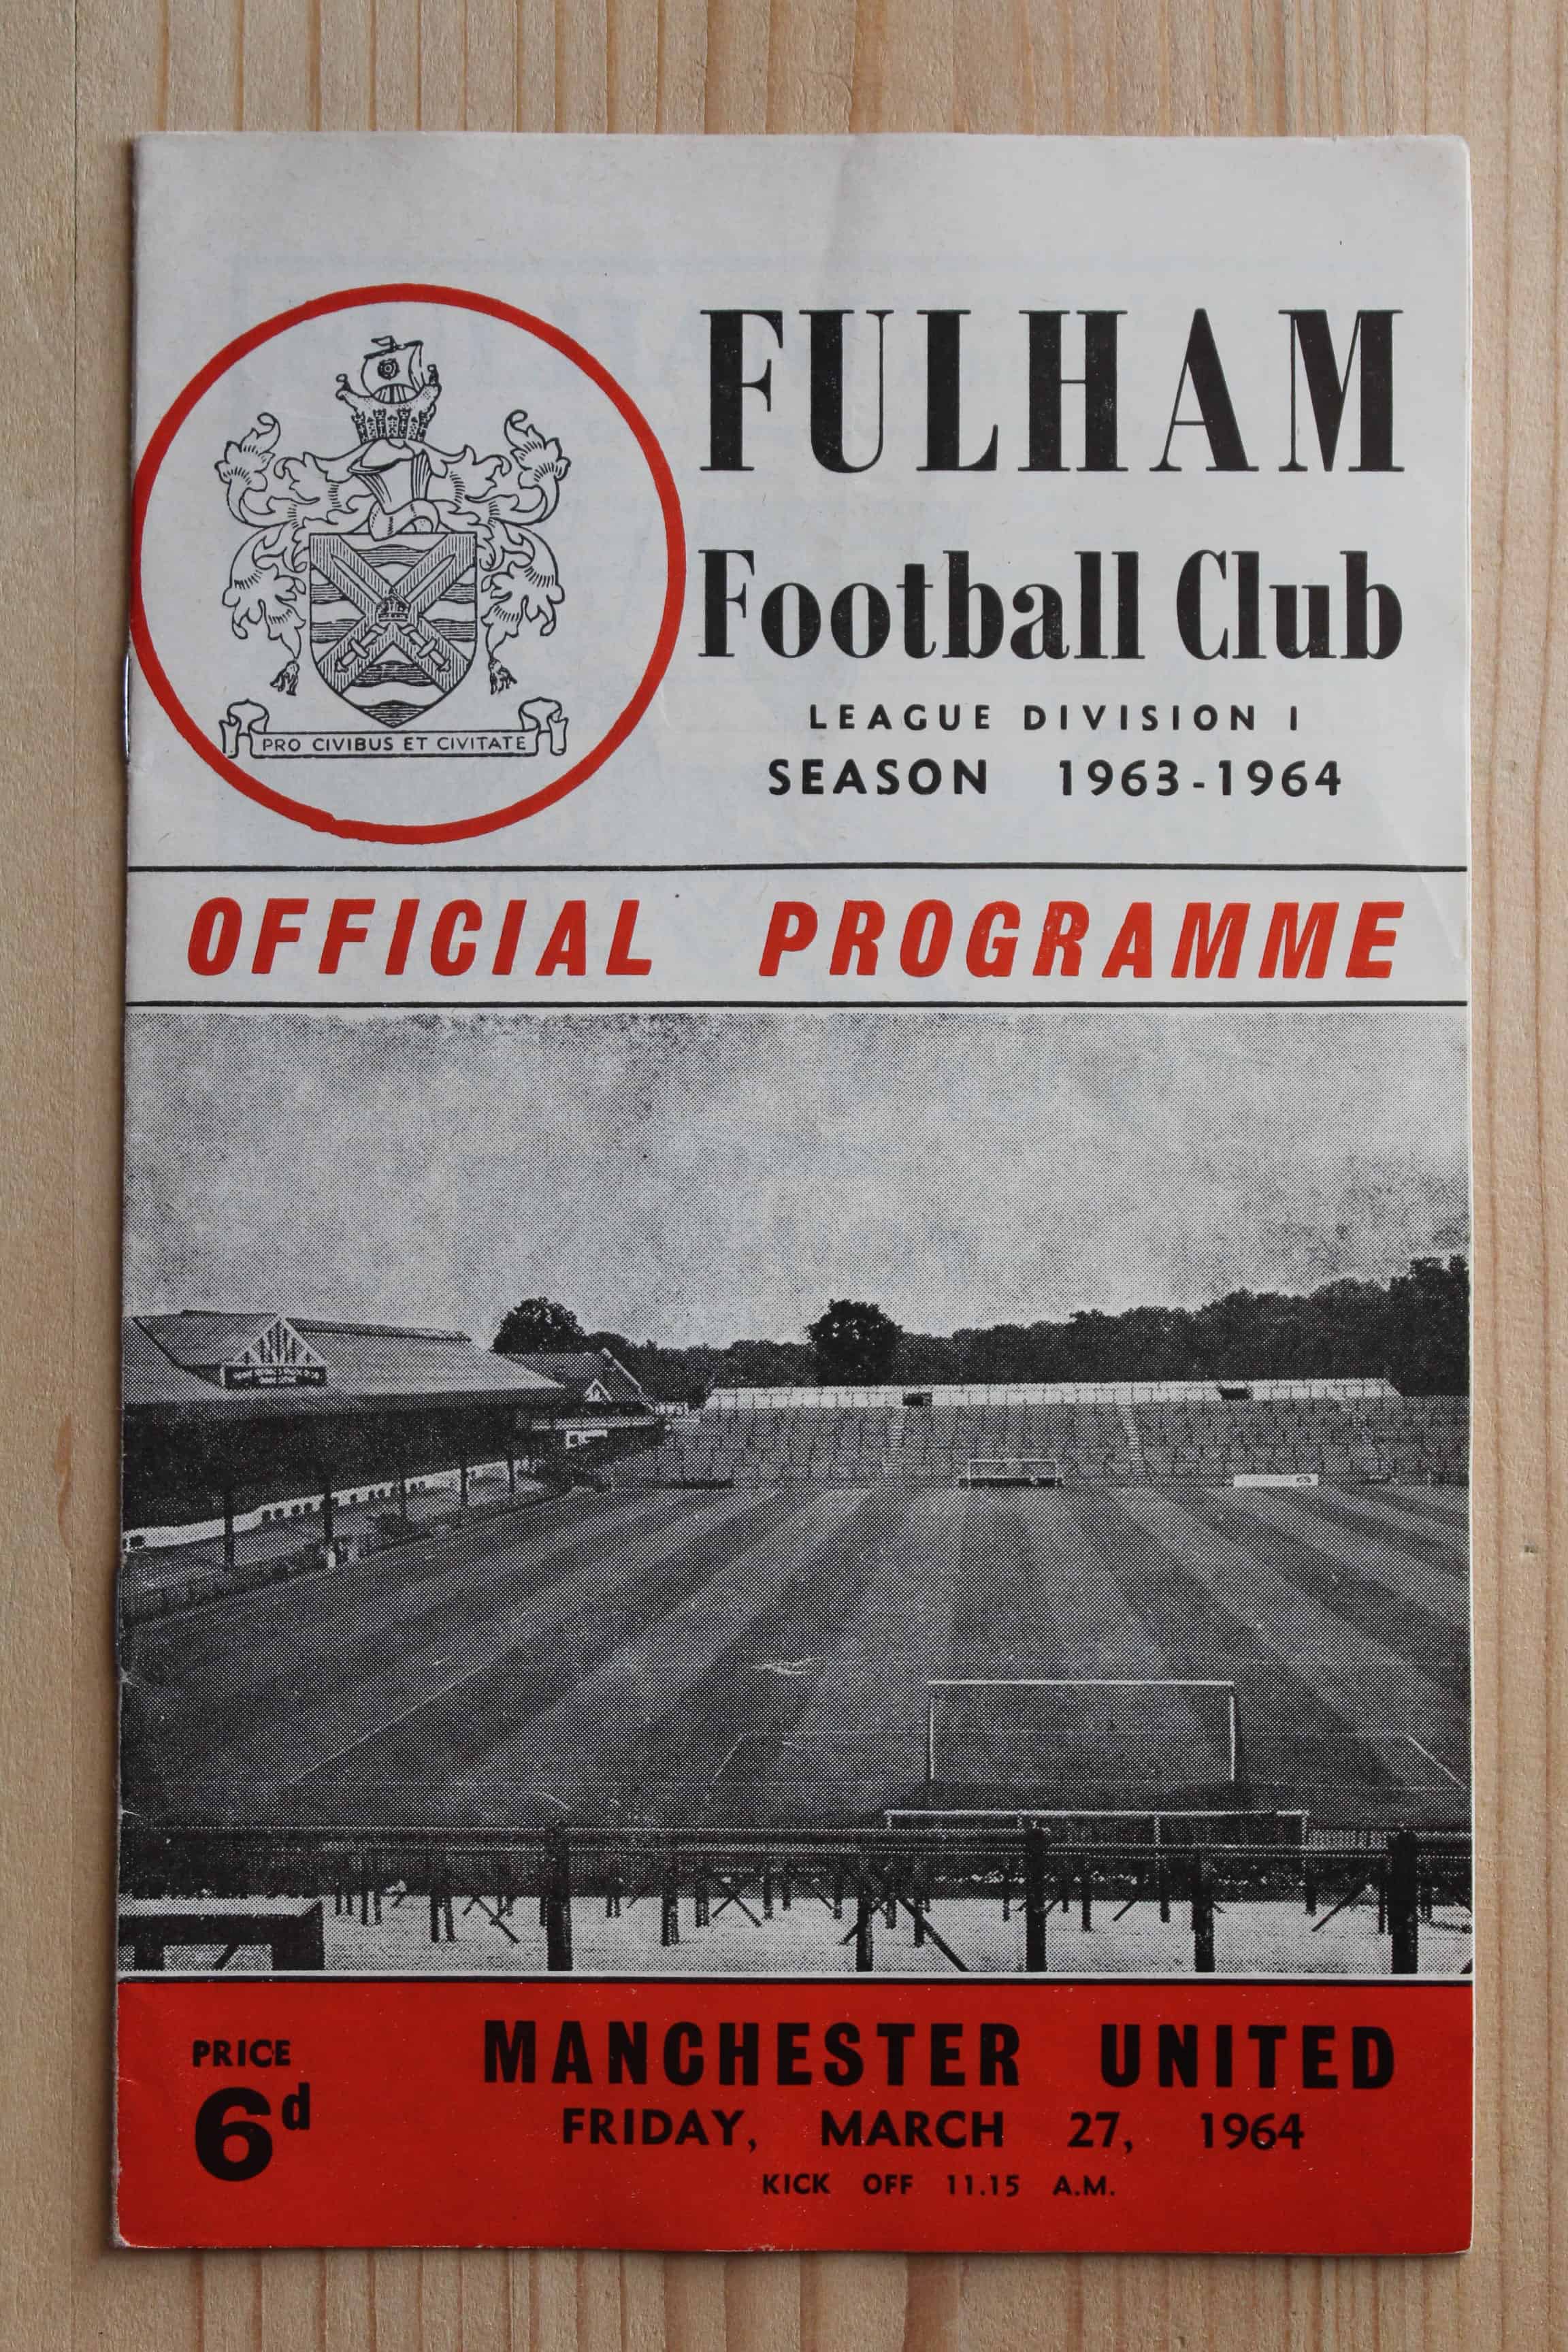 FULHAM
Football Club
LEAGUE DIVISION I
SEASON 1963-1964
PRO CIVIBUS ET CIVITATE
OFFICIAL PROGRAMME
PRICE
6d
MANCHESTER UNITED
FRIDAY, MARCH 27, 1964
KICK OFF 11.15 A.M.